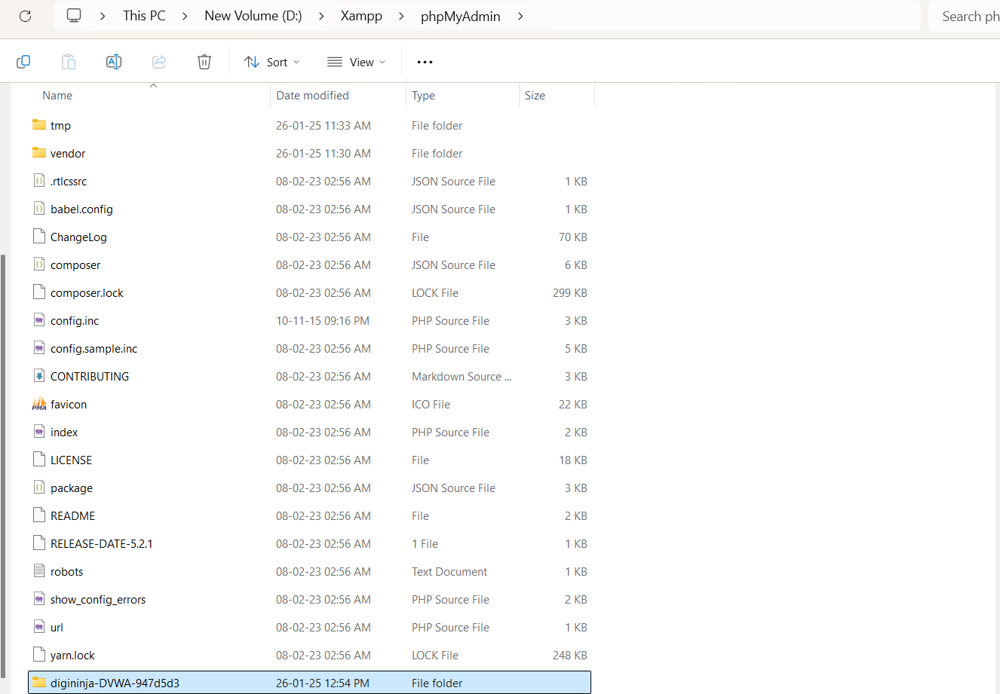 This PC > New Volume (D:) > Xampp > phpMyAdmin > Search ph
Sort View
Name Date modified Type Size
tmp 26-01-25 11:33 AM File folder
vendor 26-01-25 11:30 AM File folder
.rtlcssrc 08-02-23 02:56 AM JSON Source File 1 KB
babel.config 08-02-23 02:56 AM JSON Source File 1 KB
ChangeLog 08-02-23 02:56 AM File 70 KB
composer 08-02-23 02:56 AM JSON Source File 6 KB
composer.lock 08-02-23 02:56 AM LOCK File 299 KB
config.inc 10-11-15 09:16 PM PHP Source File 3 KB
config.sample.inc 08-02-23 02:56 AM PHP Source File 5 KB
CONTRIBUTING 08-02-23 02:56 AM Markdown Source ... 3 KB
favicon 08-02-23 02:56 AM ICO File 22 KB
index 08-02-23 02:56 AM PHP Source File 2 KB
LICENSE 08-02-23 02:56 AM File 18 KB
package 08-02-23 02:56 AM JSON Source File 3 KB
README 08-02-23 02:56 AM File 2 KB
RELEASE-DATE-5.2.1 08-02-23 02:56 AM 1 File 1 KB
robots 08-02-23 02:56 AM Text Document 1 KB
show_config_errors 08-02-23 02:56 AM PHP Source File 2 KB
url 08-02-23 02:56 AM PHP Source File 1 KB
yarn.lock 08-02-23 02:56 AM LOCK File 248 KB
digininja-DVWA-947d5d3 26-01-25 12:54 PM File folder